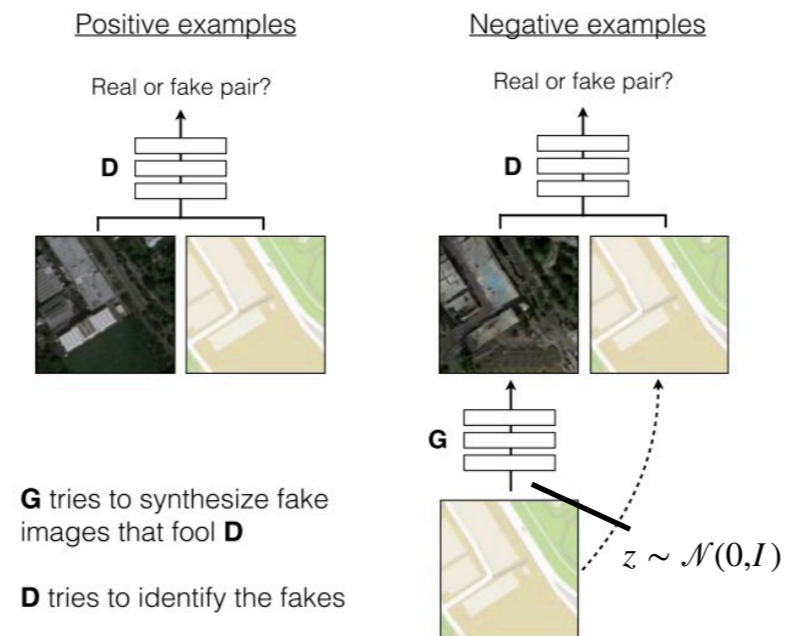 Positive examples
Real or fake pair?
D
Negative examples
Real or fake pair?
D
G
z ∼ 𝒩(0,I)
G tries to synthesize fake
images that fool D
D tries to identify the fakes